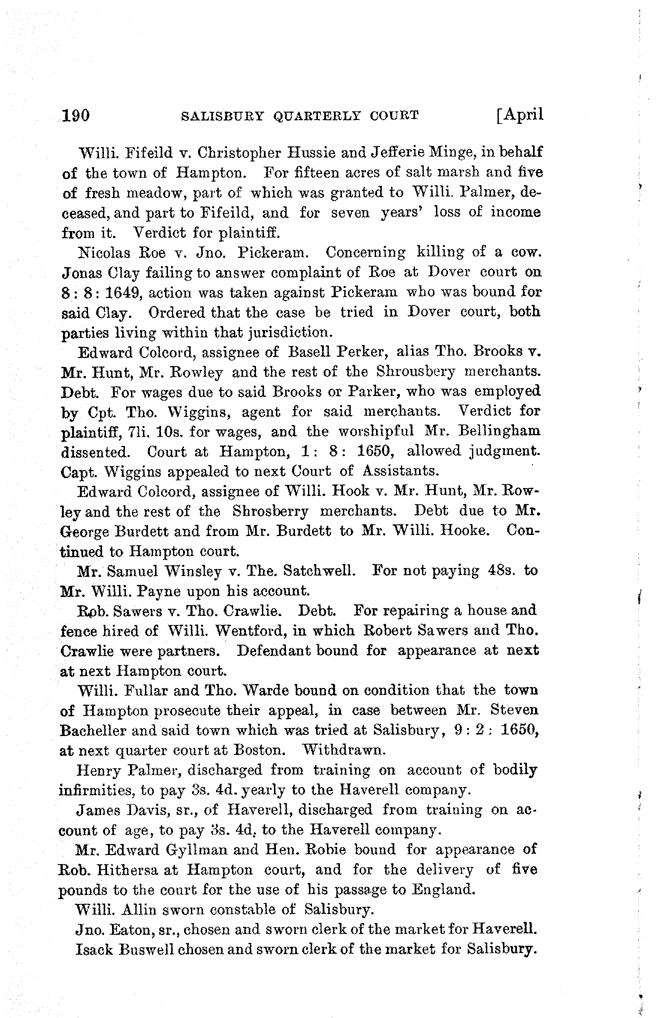 190 SALISBURY QUARTERLY COURT [April
Willi. Fifeild v. Christopher Hussie and Jefferie Minge, in behalf
of the town of Hampton. For fifteen acres of salt marsh and five
of fresh meadow, part of which was granted to Willi. Palmer, de-
ceased, and part to Fifeild, and for seven years' loss of income
from it. Verdict for plaintiff.
Nicolas Roe v. Jno. Pickeram. Concerning killing of a cow.
Jonas Clay failing to answer complaint of Roe at Dover court on
8 : 8 : 1649, action was taken against Pickeram who was bound for
said Clay. Ordered that the case be tried in Dover court, both
parties living within that jurisdiction.
Edward Colcord, assignee of Basell Perker, alias Tho. Brooks v.
Mr. Hunt, Mr. Rowley and the rest of the Shrousbery merchants.
Debt. For wages due to said Brooks or Parker, who was employed
by Cpt. Tho. Wiggins, agent for said merchants. Verdict for
plaintiff, 7li. 10s. for wages, and the worshipful Mr. Bellingham
dissented. Court at Hampton, 1 : 8 : 1650, allowed judgment.
Capt. Wiggins appealed to next Court of Assistants.
Edward Colcord, assignee of Willi. Hook v. Mr. Hunt, Mr. Row-
ley and the rest of the Shrosberry merchants. Debt due to Mr.
George Burdett and from Mr. Burdett to Mr. Willi. Hooke. Con-
tinued to Hampton court.
Mr. Samuel Winsley v. The. Satchwell. For not paying 48s. to
Mr. Willi. Payne upon his account.
Rob. Sawers v. Tho. Crawlie. Debt. For repairing a house and
fence hired of Willi. Wentford, in which Robert Sawers and Tho.
Crawlie were partners. Defendant bound for appearance at next
at next Hampton court.
Willi. Fullar and Tho. Warde bound on condition that the town
of Hampton prosecute their appeal, in case between Mr. Steven
Bacheller and said town which was tried at Salisbury, 9 : 2 : 1650,
at next quarter court at Boston. Withdrawn.
Henry Palmer, discharged from training on account of bodily
infirmities, to pay 3s. 4d. yearly to the Haverell company.
James Davis, sr., of Haverell, discharged from training on ac-
count of age, to pay 3s. 4d. to the Haverell company.
Mr. Edward Gyllman and Hen. Robie bound for appearance of
Rob. Hithersa at Hampton court, and for the delivery of five
pounds to the court for the use of his passage to England.
Willi. Allin sworn constable of Salisbury.
Jno. Eaton, sr., chosen and sworn clerk of the market for Haverell.
Isack Buswell chosen and sworn clerk of the market for Salisbury.